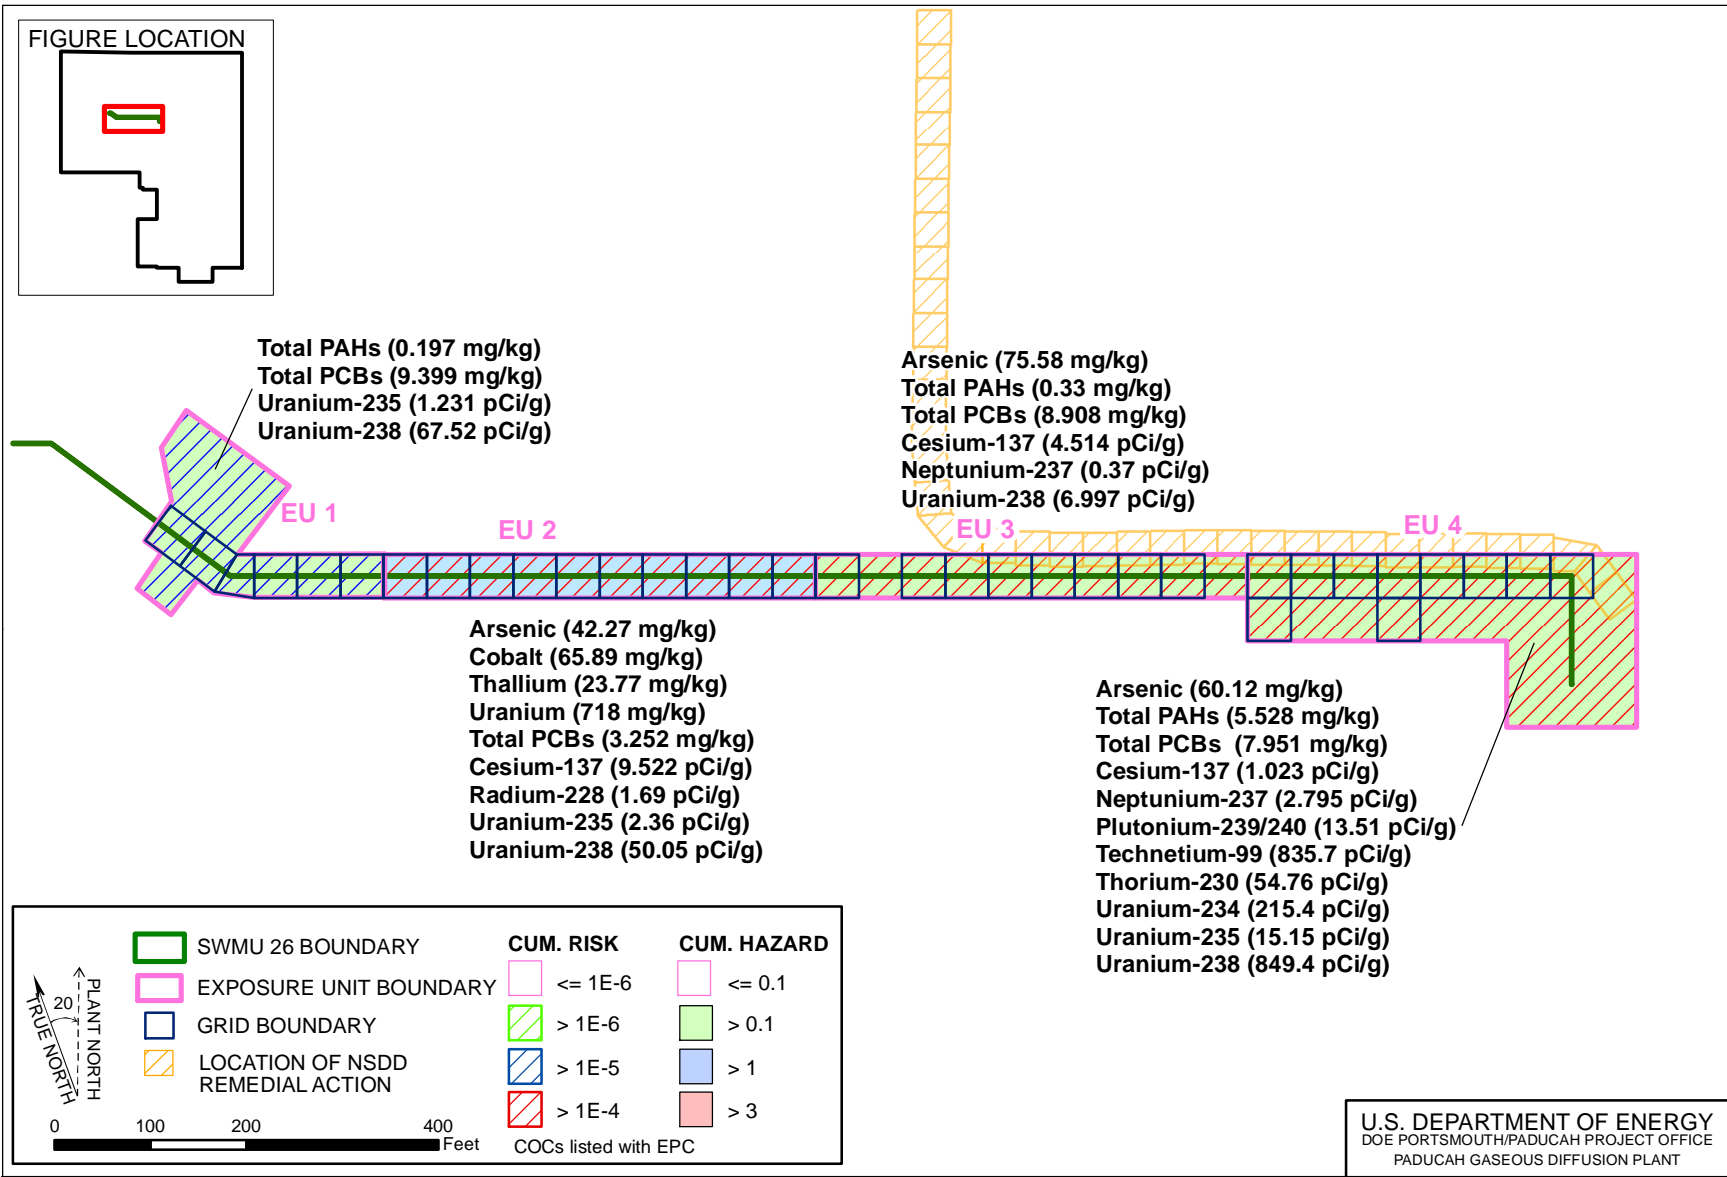 FIGURE LOCATION
Total PAHs (0.197 mg/kg)
Total PCBs (9.399 mg/kg)
Uranium-235 (1.231 pCi/g)
Uranium-238 (67.52 pCi/g)
Arsenic (75.58 mg/kg)
Total PAHs (0.33 mg/kg)
Total PCBs (8.908 mg/kg)
Cesium-137 (4.514 pCi/g)
Neptunium-237 (0.37 pCi/g)
Uranium-238 (6.997 pCi/g)
EU 1
EU 2
EU 3
EU 4
Arsenic (42.27 mg/kg)
Cobalt (65.89 mg/kg)
Thallium (23.77 mg/kg)
Uranium (718 mg/kg)
Total PCBs (3.252 mg/kg)
Cesium-137 (9.522 pCi/g)
Radium-228 (1.69 pCi/g)
Uranium-235 (2.36 pCi/g)
Uranium-238 (50.05 pCi/g)
Arsenic (60.12 mg/kg)
Total PAHs (5.528 mg/kg)
Total PCBs (7.951 mg/kg)
Cesium-137 (1.023 pCi/g)
Neptunium-237 (2.795 pCi/g)
Plutonium-239/240 (13.51 pCi/g)
Technetium-99 (835.7 pCi/g)
Thorium-230 (54.76 pCi/g)
Uranium-234 (215.4 pCi/g)
Uranium-235 (15.15 pCi/g)
Uranium-238 (849.4 pCi/g)
TRUE NORTH
20
PLANT NORTH
SWMU 26 BOUNDARY
EXPOSURE UNIT BOUNDARY
GRID BOUNDARY
LOCATION OF NSDD
REMEDIAL ACTION
0 100 200 400
Feet
CUM. RISK
<= 1E-6
> 1E-6
> 1E-5
> 1E-4
CUM. HAZARD
<= 0.1
> 0.1
> 1
> 3
COCs listed with EPC
U.S. DEPARTMENT OF ENERGY
DOE PORTSMOUTH/PADUCAH PROJECT OFFICE
PADUCAH GASEOUS DIFFUSION PLANT